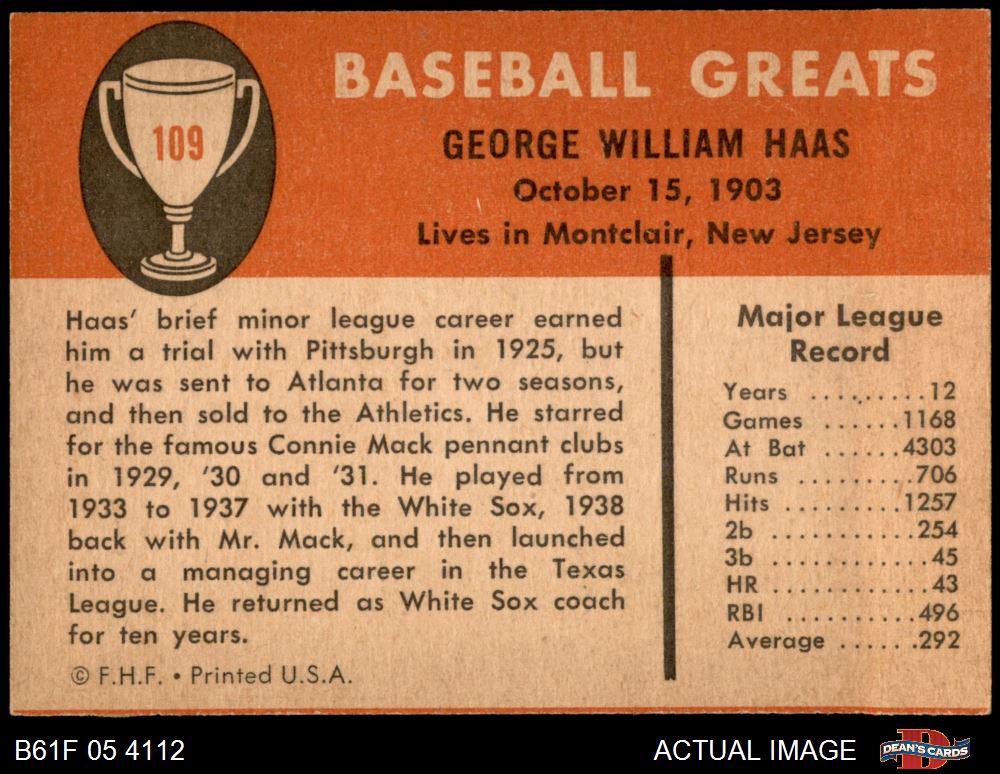 109
BASEBALL GREATS
GEORGE WILLIAM HAAS
October 15, 1903
Lives in Montclair, New Jersey
Haas' brief minor league career earned
him a trial with Pittsburgh in 1925, but
he was sent to Atlanta for two seasons,
and then sold to the Athletics. He starred
for the famous Connie Mack pennant clubs
in 1929, '30 and '31. He played from
1933 to 1937 with the White Sox, 1938
back with Mr. Mack, and then launched
into a managing career in the Texas
League. He returned as White Sox coach
for ten years.
© F.H.F. • Printed U.S.A.
Major League
Record
Years .........12
Games ......1168
At Bat ......4303
Runs .........706
Hits .........1257
2b ............254
3b .............45
HR ............43
RBI ..........496
Average .......292
B61F 05 4112
ACTUAL IMAGE
DEAN'S CARDS